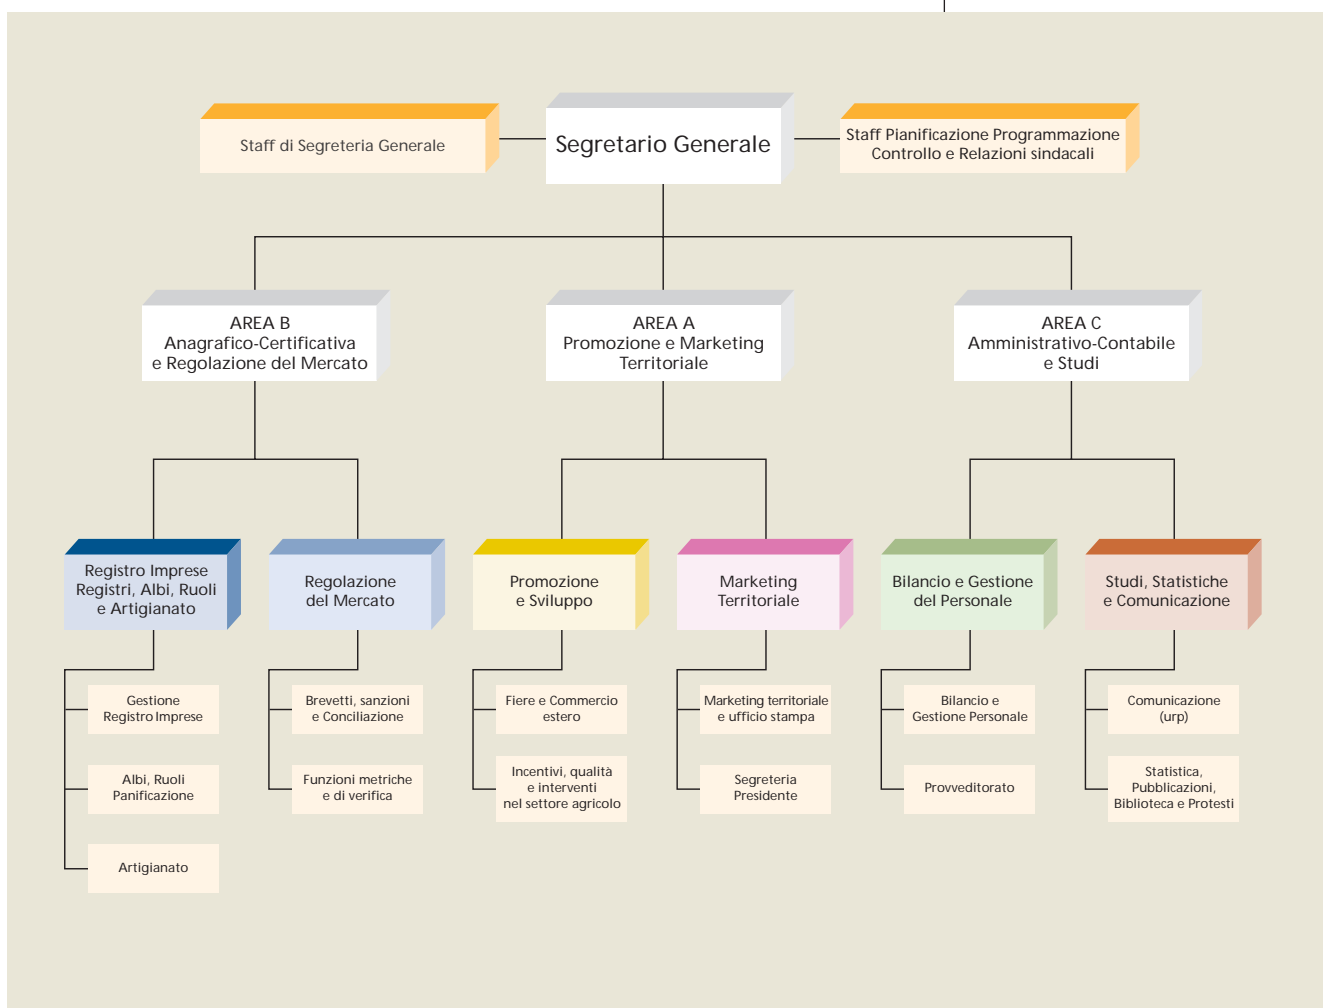 Staff di Segreteria Generale
Segretario Generale
Staff Pianificazione Programmazione
Controllo e Relazioni sindacali
AREA B
Anagrafico-Certificativa
e Regolazione del Mercato
AREA A
Promozione e Marketing
Territoriale
AREA C
Amministrativo-Contabile
e Studi
Registro Imprese
Registri, Albi, Ruoli
e Artigianato
Regolazione
del Mercato
Promozione
e Sviluppo
Marketing
Territoriale
Bilancio e Gestione
del Personale
Studi, Statistiche
e Comunicazione
Gestione
Registro Imprese
Brevetti, sanzioni
e Conciliazione
Fiere e Commercio
estero
Marketing territoriale
e ufficio stampa
Bilancio e
Gestione Personale
Comunicazione
(urp)
Albi, Ruoli
Panificazione
Funzioni metriche
e di verifica
Incentivi, qualità
e interventi
nel settore agricolo
Segreteria
Presidente
Provveditorato
Statistica,
Pubblicazioni,
Biblioteca e Protesti
Artigianato